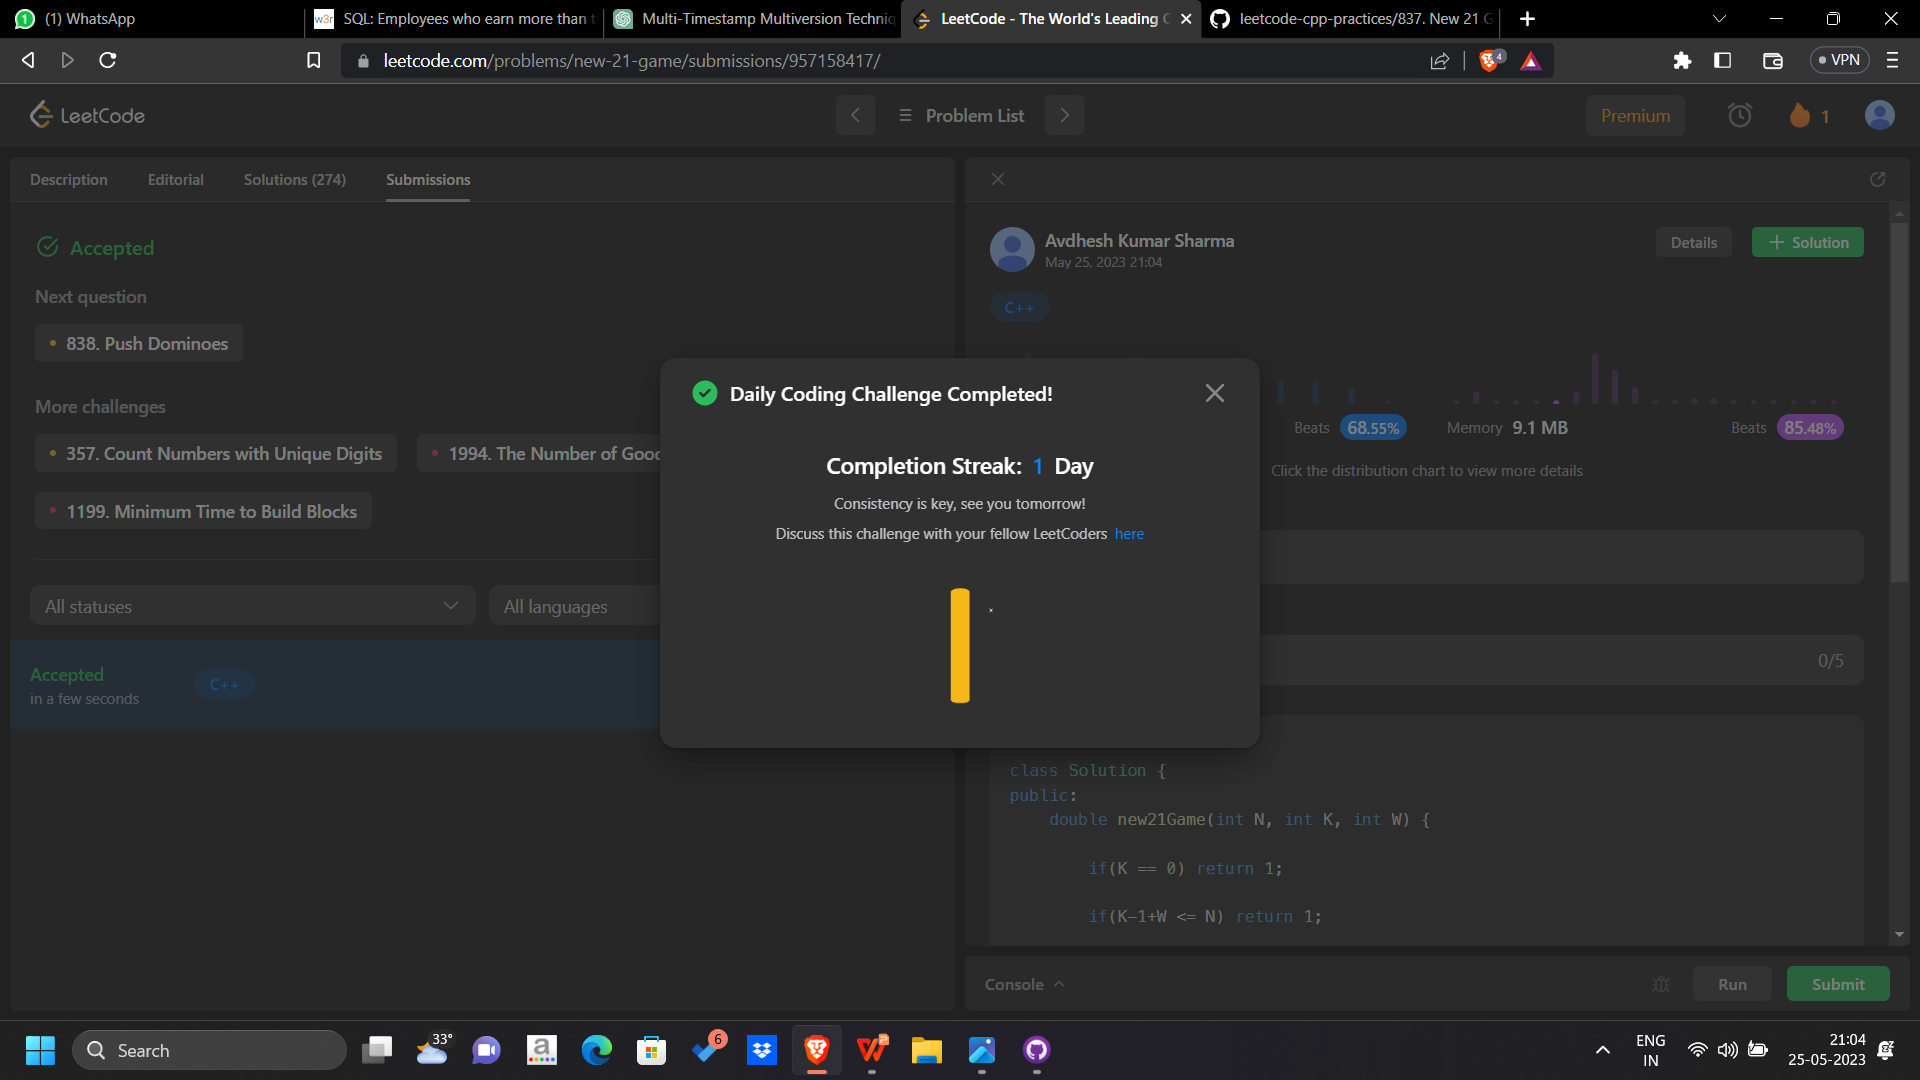 (1) WhatsApp
SQL: Employees who earn more than t
Multi-Timestamp Multiversion Techniq
LeetCode - The World's Leading C
leetcode-cpp-practices/837. New 21 G
leetcode.com/problems/new-21-game/submissions/957158417/
4
VPN
LeetCode
Problem List
Premium
1
Description
Editorial
Solutions (274)
Submissions
Accepted
Next question
838. Push Dominoes
More challenges
357. Count Numbers with Unique Digits
1994. The Number of Good
1199. Minimum Time to Build Blocks
All statuses
All languages
Accepted
in a few seconds
C++
Avdhesh Kumar Sharma
May 25, 2023 21:04
Details
+ Solution
C++
Beats 68.55%
Memory 9.1 MB
Beats 85.48%
Click the distribution chart to view more details
Daily Coding Challenge Completed!
Completion Streak: 1 Day
Consistency is key, see you tomorrow!
Discuss this challenge with your fellow LeetCoders here
0/5
class Solution {
public:
double new21Game(int N, int K, int W) {
if(K == 0) return 1;
if(K-1+W <= N) return 1;
Console
Run
Submit
Search
33°
a
6
P
ENG
IN
21:04
25-05-2023